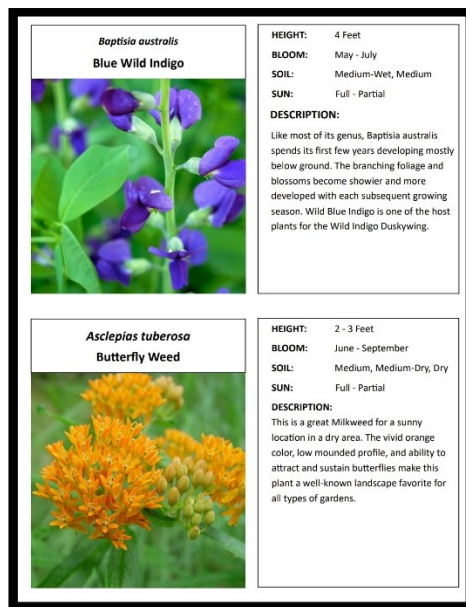 Baptisia australis
Blue Wild Indigo
HEIGHT: 4 Feet
BLOOM: May - July
SOIL: Medium-Wet, Medium
SUN: Full - Partial
DESCRIPTION:
Like most of its genus, Baptisia australis
spends its first few years developing mostly
below ground. The branching foliage and
blossoms become showier and more
developed with each subsequent growing
season. Wild Blue Indigo is one of the host
plants for the Wild Indigo Duskywing.
Asclepias tuberosa
Butterfly Weed
HEIGHT: 2 - 3 Feet
BLOOM: June - September
SOIL: Medium, Medium-Dry, Dry
SUN: Full - Partial
DESCRIPTION:
This is a great Milkweed for a sunny
location in a dry area. The vivid orange
color, low mounded profile, and ability to
attract and sustain butterflies make this
plant a well-known landscape favorite for
all types of gardens.